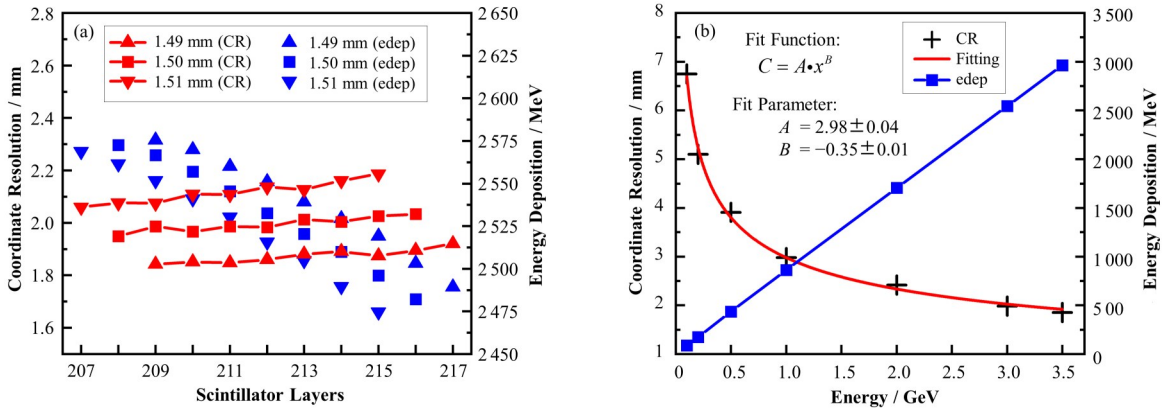 (a)
1.49 mm (CR) 1.49 mm (edep)
1.50 mm (CR) 1.50 mm (edep)
1.51 mm (CR) 1.51 mm (edep)
Coordinate Resolution / mm
2.8
2.6
2.4
2.2
2.0
1.8
1.6
207 209 211 213 215 217
Scintillator Layers
2 650
2 625
2 600
2 575
2 550
2 525
2 500
2 475
2 450
Energy Deposition / MeV
(b)
Fit Function:
C = A•x^B
Fit Parameter:
A = 2.98±0.04
B = −0.35±0.01
CR
Fitting
edep
Coordinate Resolution / mm
8
7
6
5
4
3
2
1
0 0.5 1.0 1.5 2.0 2.5 3.0 3.5
Energy / GeV
3 500
3 000
2 500
2 000
1 500
1 000
500
0
Energy Deposition / MeV